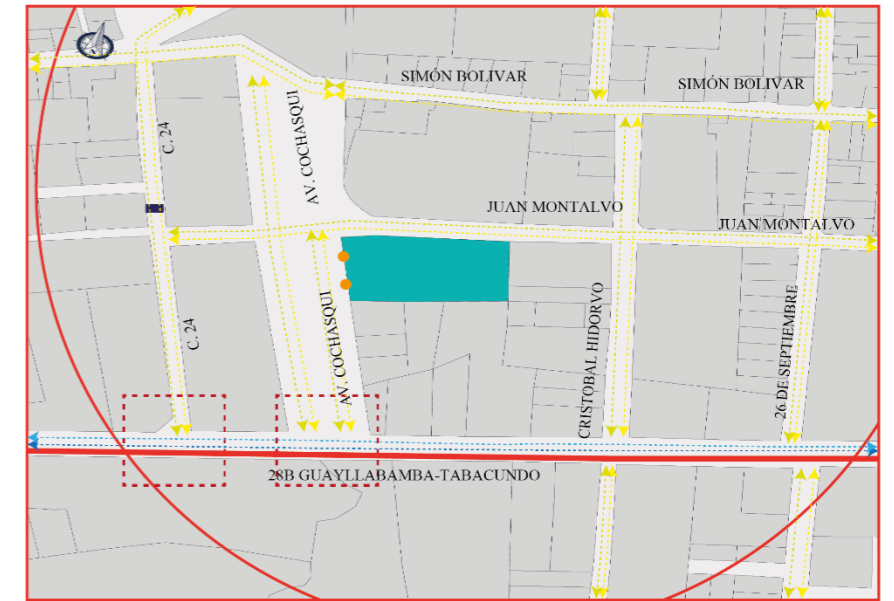 SIMÓN BOLIVAR
SIMÓN BOLIVAR
C. 24
AV. COCHASQUI
JUAN MONTALVO
JUAN MONTALVO
C. 24
AV. COCHASQUI
CRISTOBAL HIDORVO
26 DE SEPTIEMBRE
28B GUAYLLABAMBA-TABACUNDO